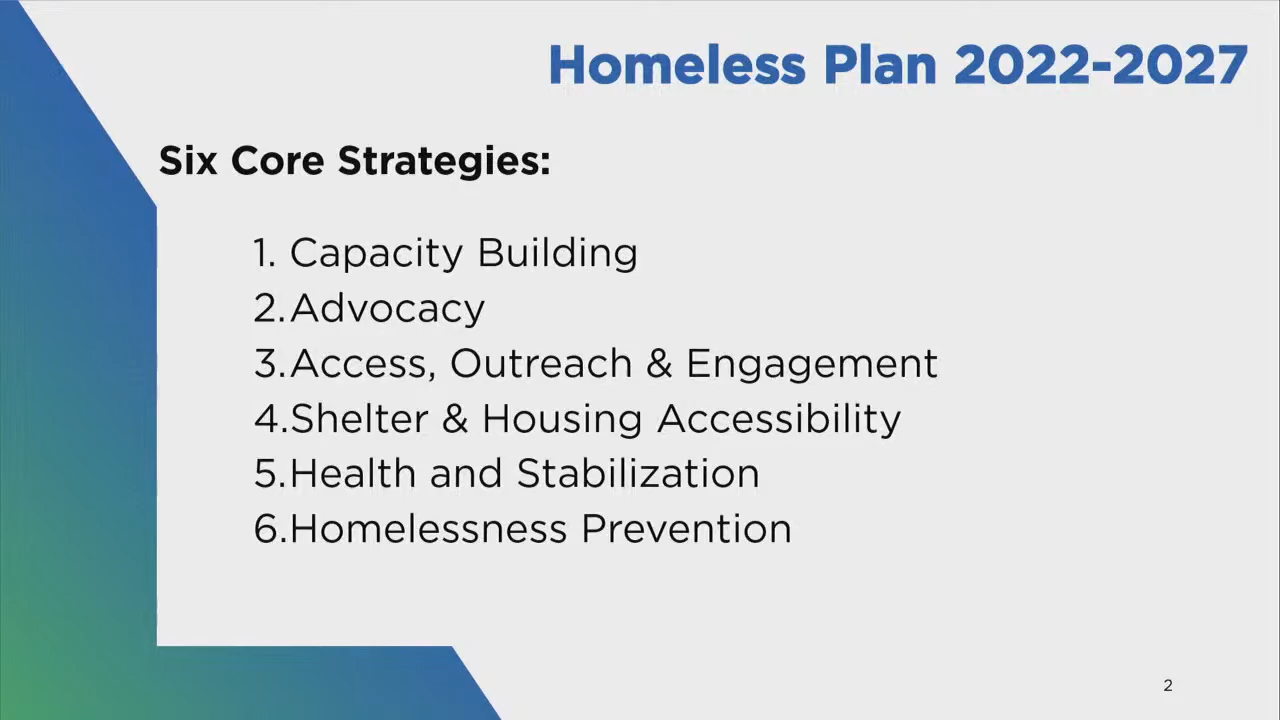 Homeless Plan 2022-2027
Six Core Strategies:
1. Capacity Building
2.Advocacy
3.Access, Outreach & Engagement
4.Shelter & Housing Accessibility
5.Health and Stabilization
6.Homelessness Prevention
2